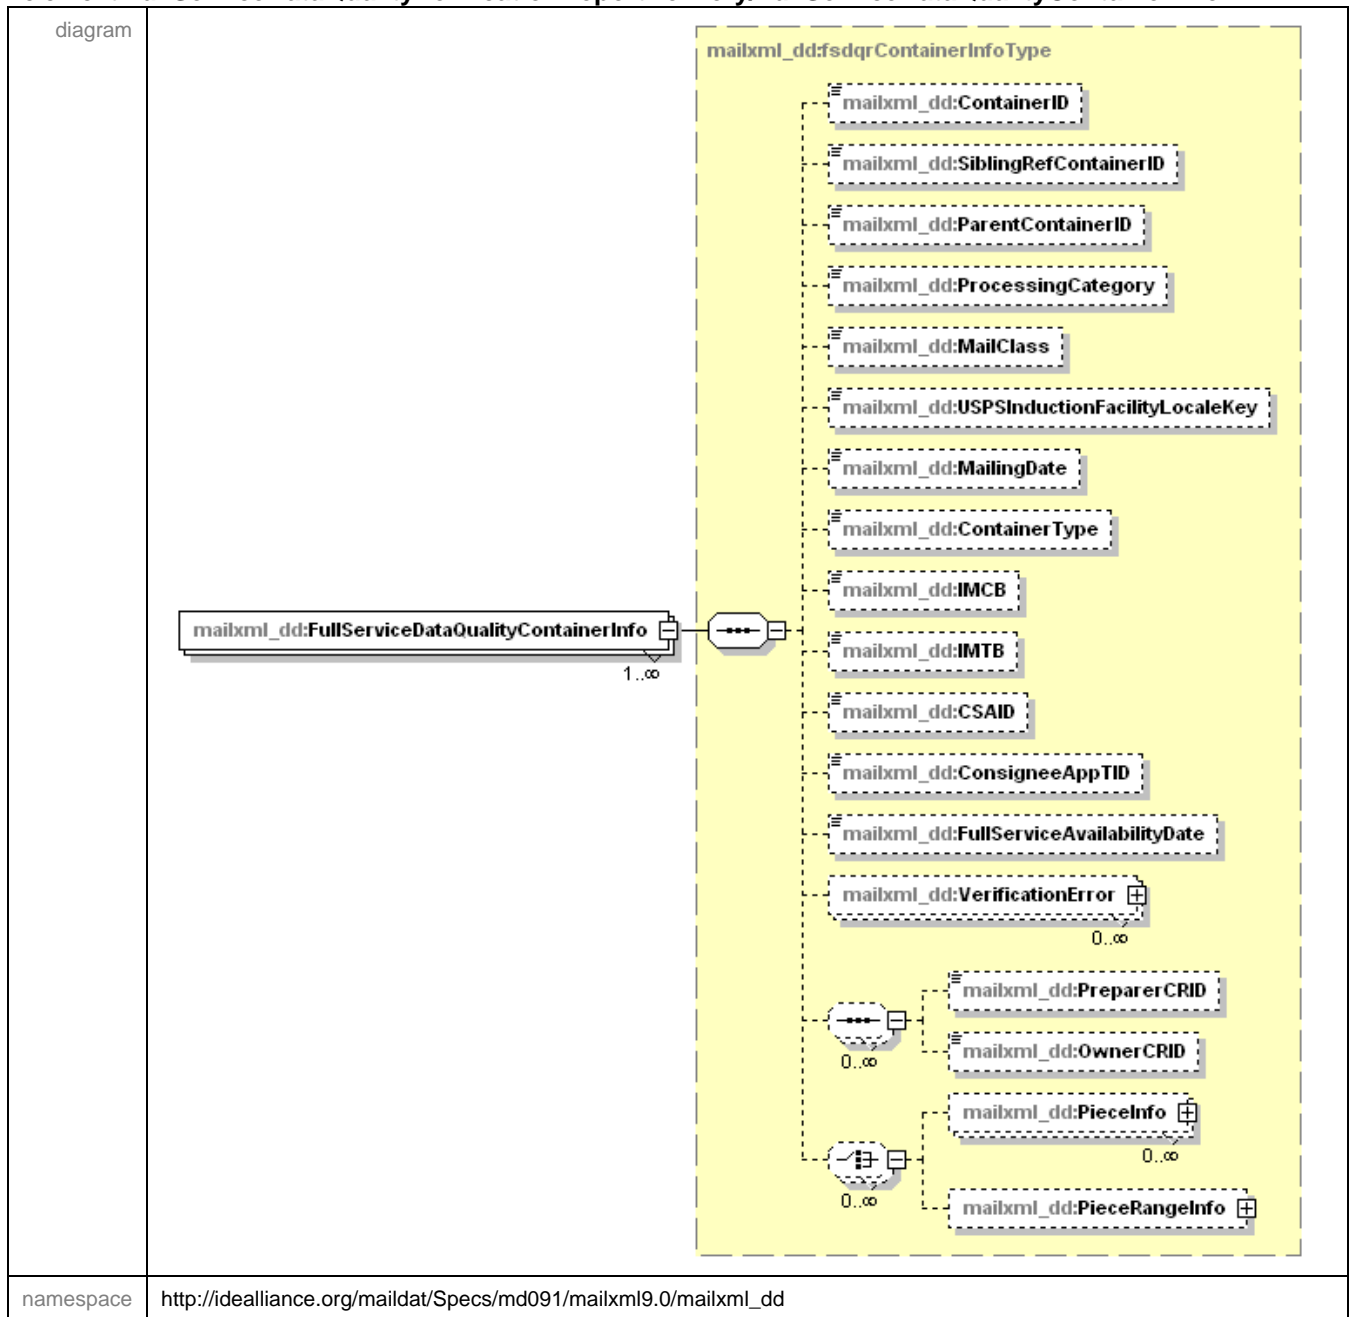 diagram
mailxml_dd:fsdqrContainerInfoType
mailxml_dd:ContainerID
mailxml_dd:SiblingRefContainerID
mailxml_dd:ParentContainerID
mailxml_dd:ProcessingCategory
mailxml_dd:MailClass
mailxml_dd:USPSInductionFacilityLocaleKey
mailxml_dd:MailingDate
mailxml_dd:ContainerType
mailxml_dd:IMCB
mailxml_dd:FullServiceDataQualityContainerInfo
1..∞
mailxml_dd:IMTB
mailxml_dd:CSAID
mailxml_dd:ConsigneeAppTID
mailxml_dd:FullServiceAvailabilityDate
mailxml_dd:VerificationError
0..∞
mailxml_dd:PreparerCRID
mailxml_dd:OwnerCRID
0..∞
mailxml_dd:PieceInfo
0..∞
0..∞
mailxml_dd:PieceRangeInfo
namespace http://idealliance.org/maildat/Specs/md091/mailxml9.0/mailxml_dd